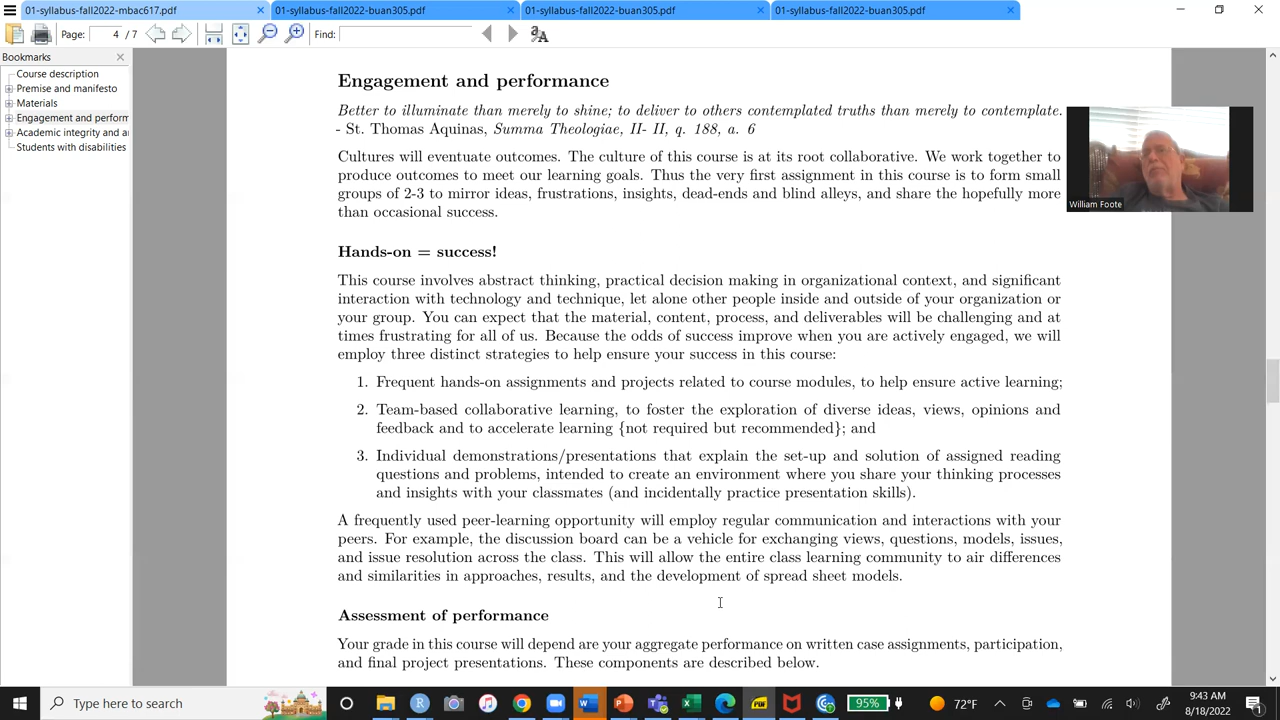 01-syllabus-fall2022-mbac617.pdf
01-syllabus-fall2022-buan305.pdf
01-syllabus-fall2022-buan305.pdf
01-syllabus-fall2022-buan305.pdf
Page: 4 / 7
Find:
Bookmarks
Course description
Premise and manifesto
Materials
Engagement and perform
Academic integrity and ar
Students with disabilities
Engagement and performance
Better to illuminate than merely to shine; to deliver to others contemplated truths than merely to contemplate.
- St. Thomas Aquinas, Summa Theologiae, II- II, q. 188, a. 6
Cultures will eventuate outcomes. The culture of this course is at its root collaborative. We work together to
produce outcomes to meet our learning goals. Thus the very first assignment in this course is to form small
groups of 2-3 to mirror ideas, frustrations, insights, dead-ends and blind alleys, and share the hopefully more
than occasional success.
Hands-on = success!
This course involves abstract thinking, practical decision making in organizational context, and significant
interaction with technology and technique, let alone other people inside and outside of your organization or
your group. You can expect that the material, content, process, and deliverables will be challenging and at
times frustrating for all of us. Because the odds of success improve when you are actively engaged, we will
employ three distinct strategies to help ensure your success in this course:
1. Frequent hands-on assignments and projects related to course modules, to help ensure active learning;
2. Team-based collaborative learning, to foster the exploration of diverse ideas, views, opinions and
feedback and to accelerate learning {not required but recommended}; and
3. Individual demonstrations/presentations that explain the set-up and solution of assigned reading
questions and problems, intended to create an environment where you share your thinking processes
and insights with your classmates (and incidentally practice presentation skills).
A frequently used peer-learning opportunity will employ regular communication and interactions with your
peers. For example, the discussion board can be a vehicle for exchanging views, questions, models, issues,
and issue resolution across the class. This will allow the entire class learning community to air differences
and similarities in approaches, results, and the development of spread sheet models.
Assessment of performance
Your grade in this course will depend are your aggregate performance on written case assignments, participation,
and final project presentations. These components are described below.
William Foote
Type here to search
95%
72°F
9:43 AM
8/18/2022